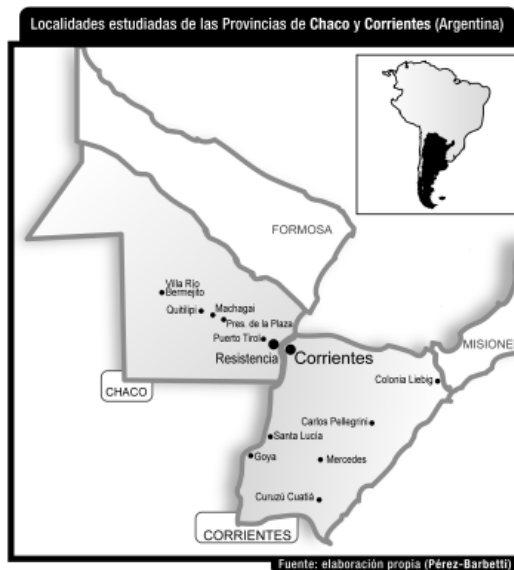 Localidades estudiadas de las Provincias de Chaco y Corrientes (Argentina)
FORMOSA
Villa Río
Bermejito
Quitilipi
Machagai
Pres. de la Plaza
Puerto Tirol
Resistencia
Corrientes
MISIONE
Colonia Liebig
CHACO
Carlos Pellegrini
Santa Lucía
Goya
Mercedes
Curuzú Cuatiá
CORRIENTES
Fuente: elaboración propia (Pérez-Barbetti)